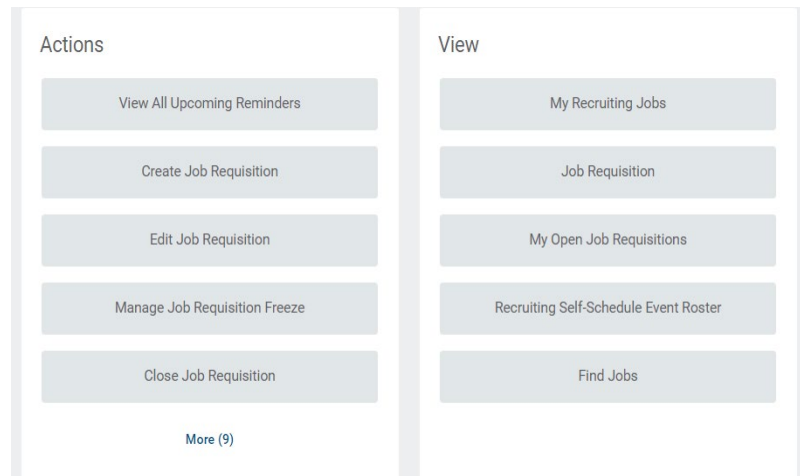 Actions
View All Upcoming Reminders
Create Job Requisition
Edit Job Requisition
Manage Job Requisition Freeze
Close Job Requisition
More (9)
View
My Recruiting Jobs
Job Requisition
My Open Job Requisitions
Recruiting Self-Schedule Event Roster
Find Jobs